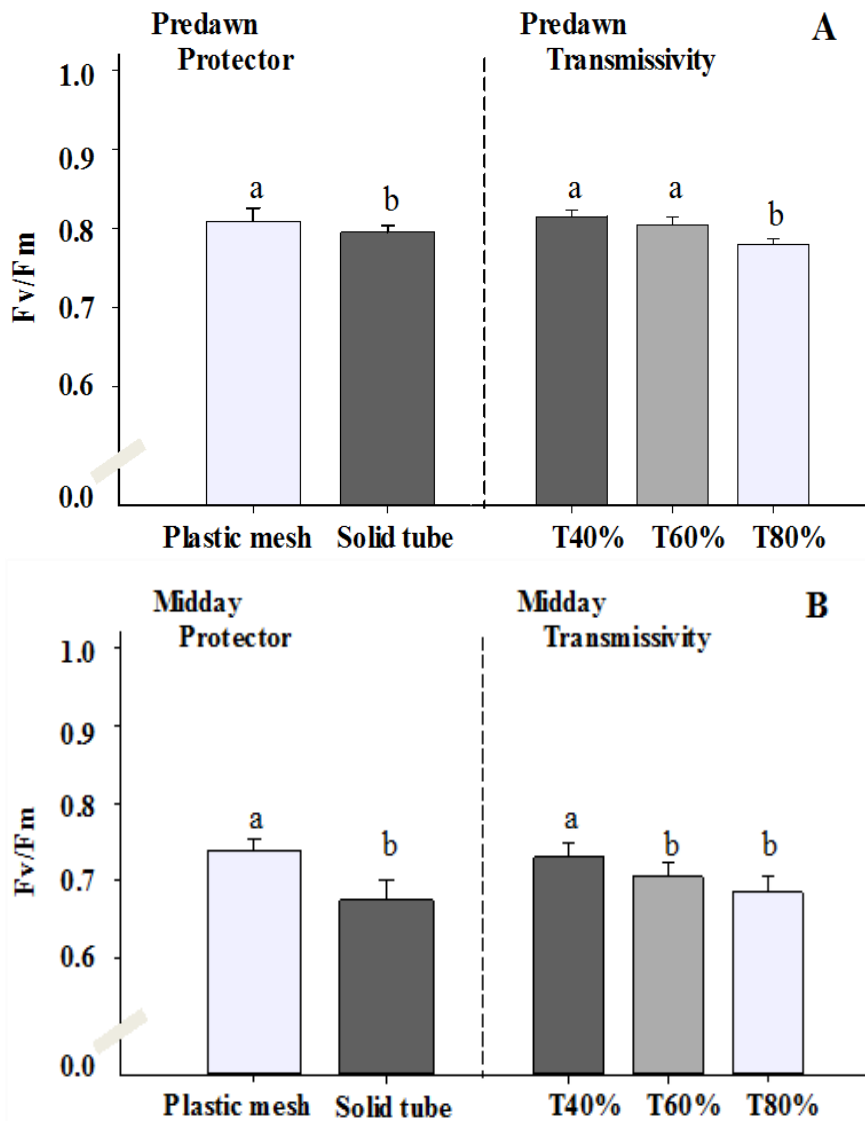 Predawn
Protector
Predawn
Transmissivity
A
1.0
0.9
0.8
0.7
0.6
0.0
Fv/Fm
a
b
a
a
b
Plastic mesh Solid tube T40% T60% T80%
Midday
Protector
Midday
Transmissivity
B
1.0
0.9
0.8
0.7
0.6
0.0
Fv/Fm
a
b
a
b
b
Plastic mesh Solid tube T40% T60% T80%